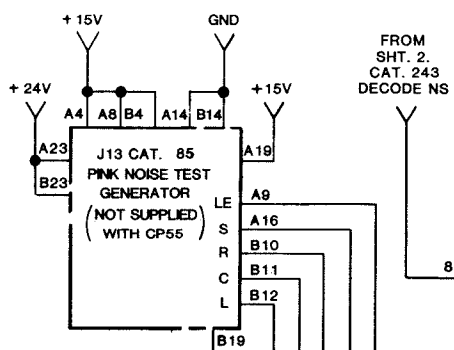 +15V
GND
FROM
SHT. 2.
CAT. 243
DECODE NS
+24V
+15V
A4
A8
B4
A14
B14
A23
B23
A19
J13 CAT. 85
PINK NOISE TEST
GENERATOR
(NOT SUPPLIED
WITH CP55)
LE
A9
S
A16
R
B10
C
B11
L
B12
B19
8